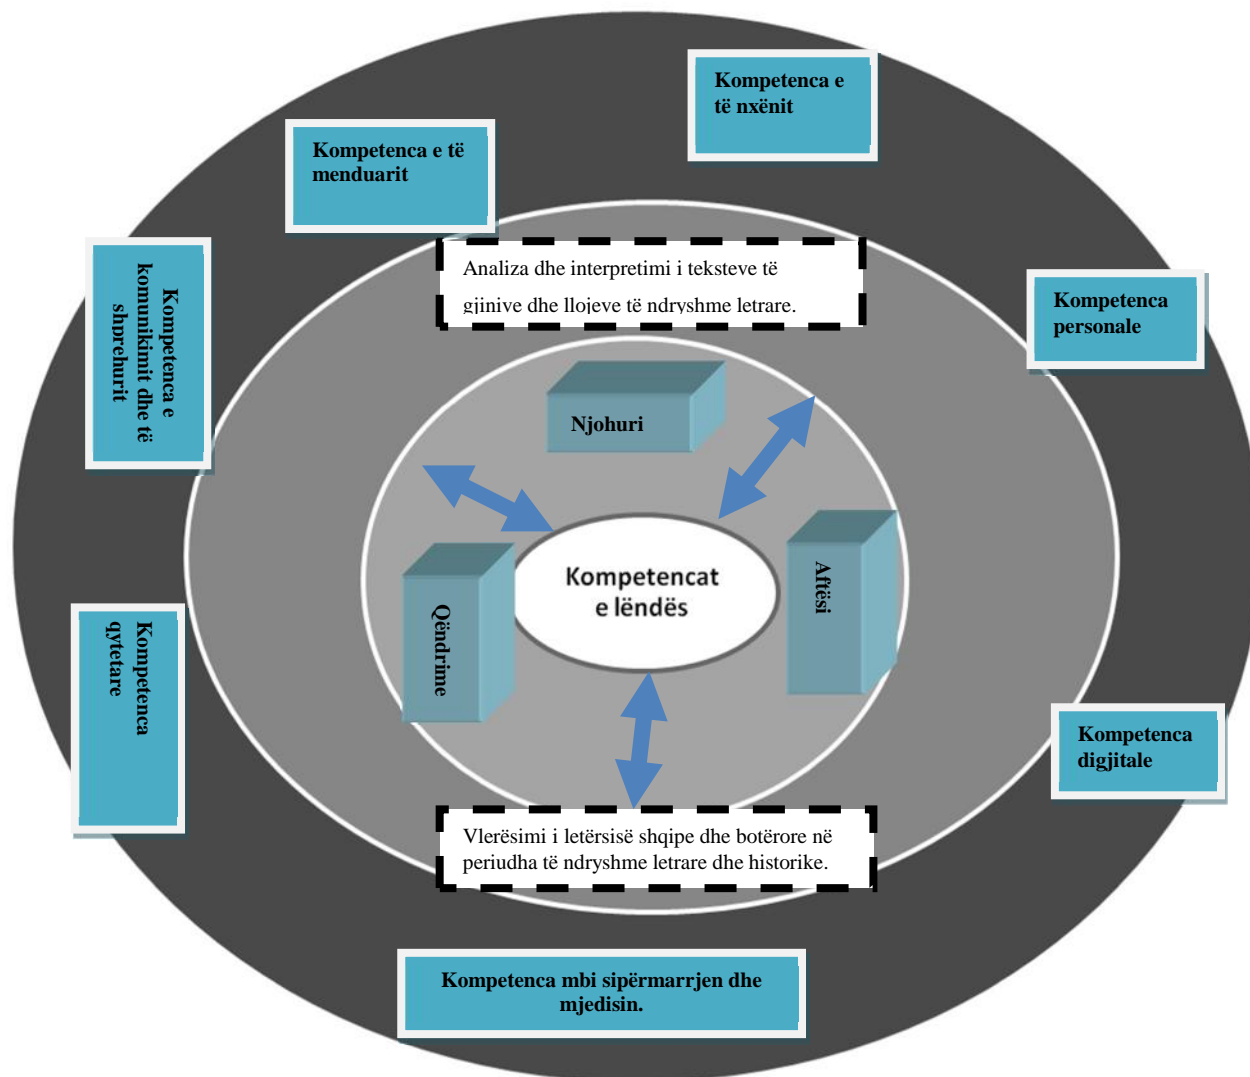 Kompetenca e
të nxënit
Kompetenca e të
menduarit
Kompetenca e
komunikimit dhe të
shprehurit
Analiza dhe interpretimi i teksteve të
gjinive dhe llojeve të ndryshme letrare.
Kompetenca
personale
Njohuri
Kompetencat
e lëndës
Aftësi
Qëndrime
Kompetenca
qytetare
Kompetenca
digjitale
Vlerësimi i letërsisë shqipe dhe botërore në
periudha të ndryshme letrare dhe historike.
Kompetenca mbi sipërmarrjen dhe
mjedisin.